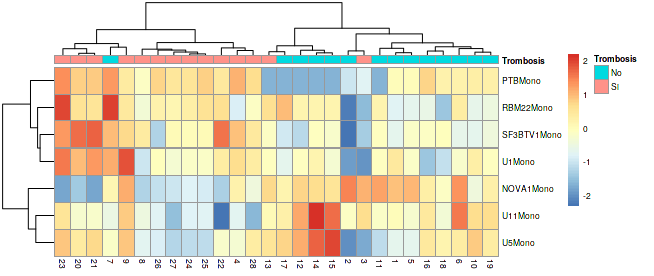 Trombosis
PTBMono
RBM22Mono
SF3BTV1Mono
U1Mono
NOVA1Mono
U11Mono
U5Mono
23 20 21 7 9 8 26 27 24 25 22 4 28 13 17 12 14 15 2 3 11 1 5 16 18 6 10 19
2
1
0
-1
-2
Trombosis
No
SI